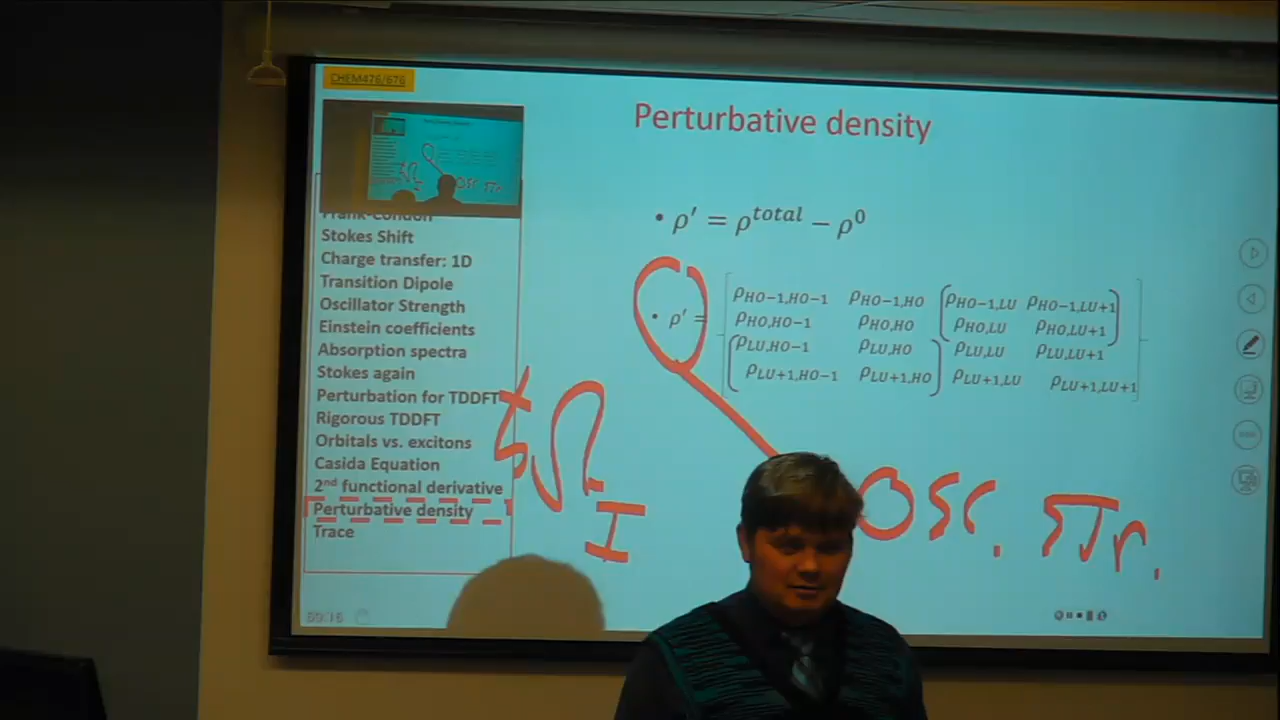 CHEM476/676
Perturbative density
Frank-Condon
Stokes Shift
Charge transfer: 1D
Transition Dipole
Oscillator Strength
Einstein coefficients
Absorption spectra
Stokes again
Perturbation for TDDFT
Rigorous TDDFT
Orbitals vs. excitons
Casida Equation
2nd functional derivative
Perturbative density
Trace
• ρ′ = ρ^total − ρ^0
• ρ′ =
ρHO−1,HO−1 ρHO−1,HO ρHO−1,LU ρHO−1,LU+1
ρHO,HO−1 ρHO,HO ρHO,LU ρHO,LU+1
ρLU,HO−1 ρLU,HO ρLU,LU ρLU,LU+1
ρLU+1,HO−1 ρLU+1,HO ρLU+1,LU ρLU+1,LU+1
ħΩ I
OSC. STr.